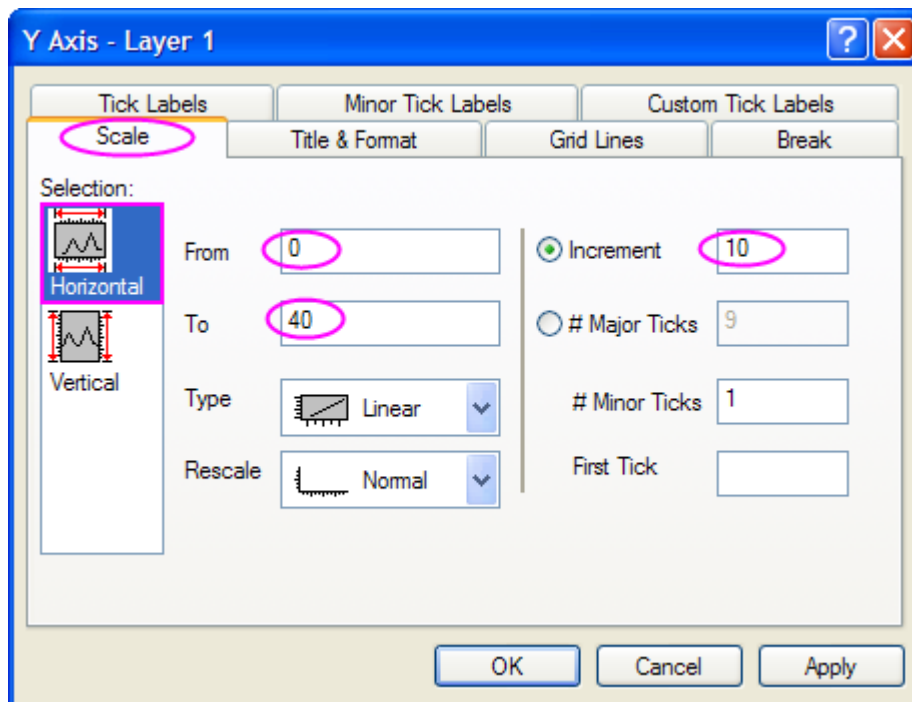 Y Axis - Layer 1
Tick Labels
Minor Tick Labels
Custom Tick Labels
Scale
Title & Format
Grid Lines
Break
Selection:
Horizontal
Vertical
From
0
To
40
Type
Linear
Rescale
Normal
Increment
10
# Major Ticks
9
# Minor Ticks
1
First Tick
OK
Cancel
Apply